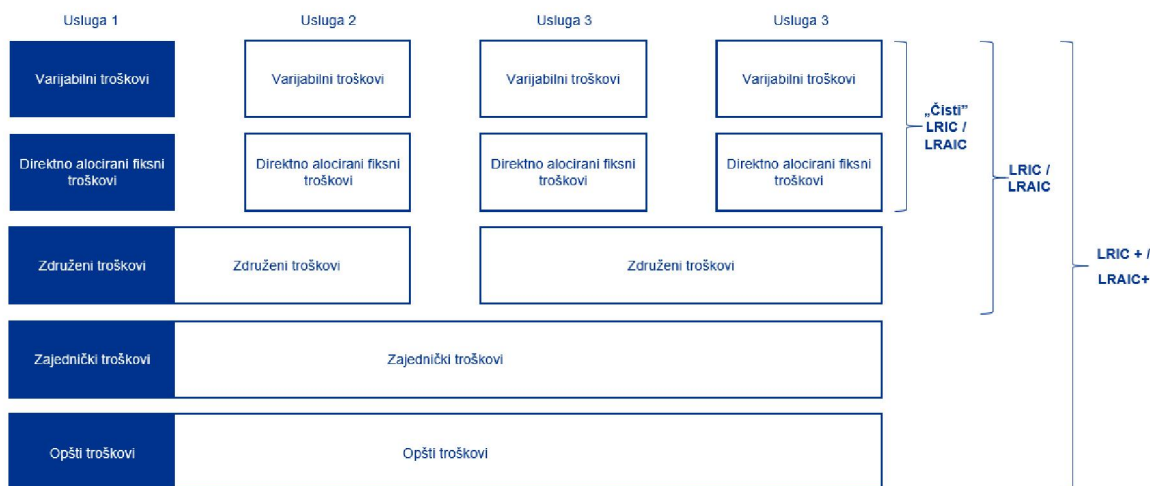 Usluga 1
Usluga 2
Usluga 3
Usluga 3
Varijabilni troškovi
Varijabilni troškovi
Varijabilni troškovi
Varijabilni troškovi
„Čisti”
LRIC /
LRAIC
Direktno alocirani fiksni
troškovi
Direktno alocirani fiksni
troškovi
Direktno alocirani fiksni
troškovi
Direktno alocirani fiksni
troškovi
LRIC /
LRAIC
Združeni troškovi
Združeni troškovi
Združeni troškovi
LRIC + /
LRAIC+
Zajednički troškovi
Zajednički troškovi
Opšti troškovi
Opšti troškovi